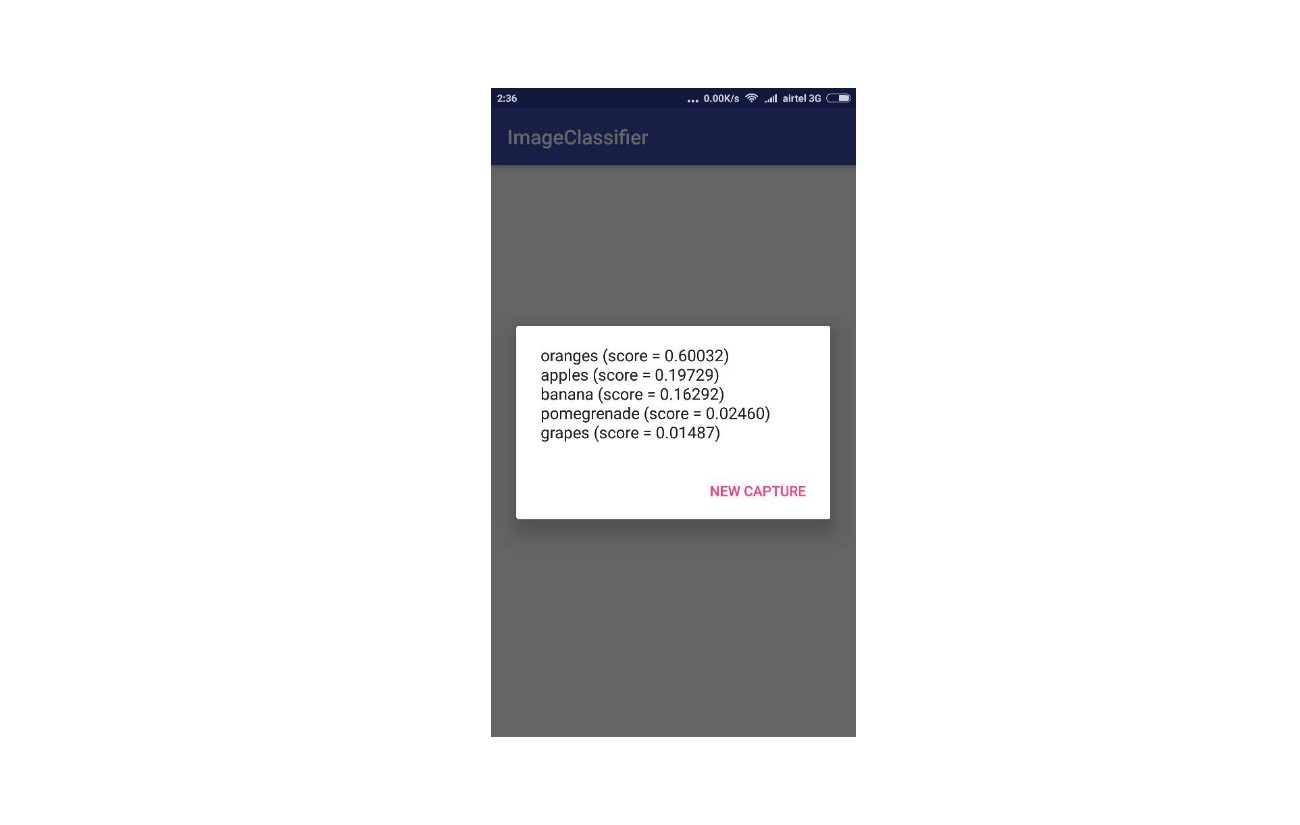 2:36 ... 0.00K/s airtel 3G
ImageClassifier
oranges (score = 0.60032)
apples (score = 0.19729)
banana (score = 0.16292)
pomegrenade (score = 0.02460)
grapes (score = 0.01487)
NEW CAPTURE